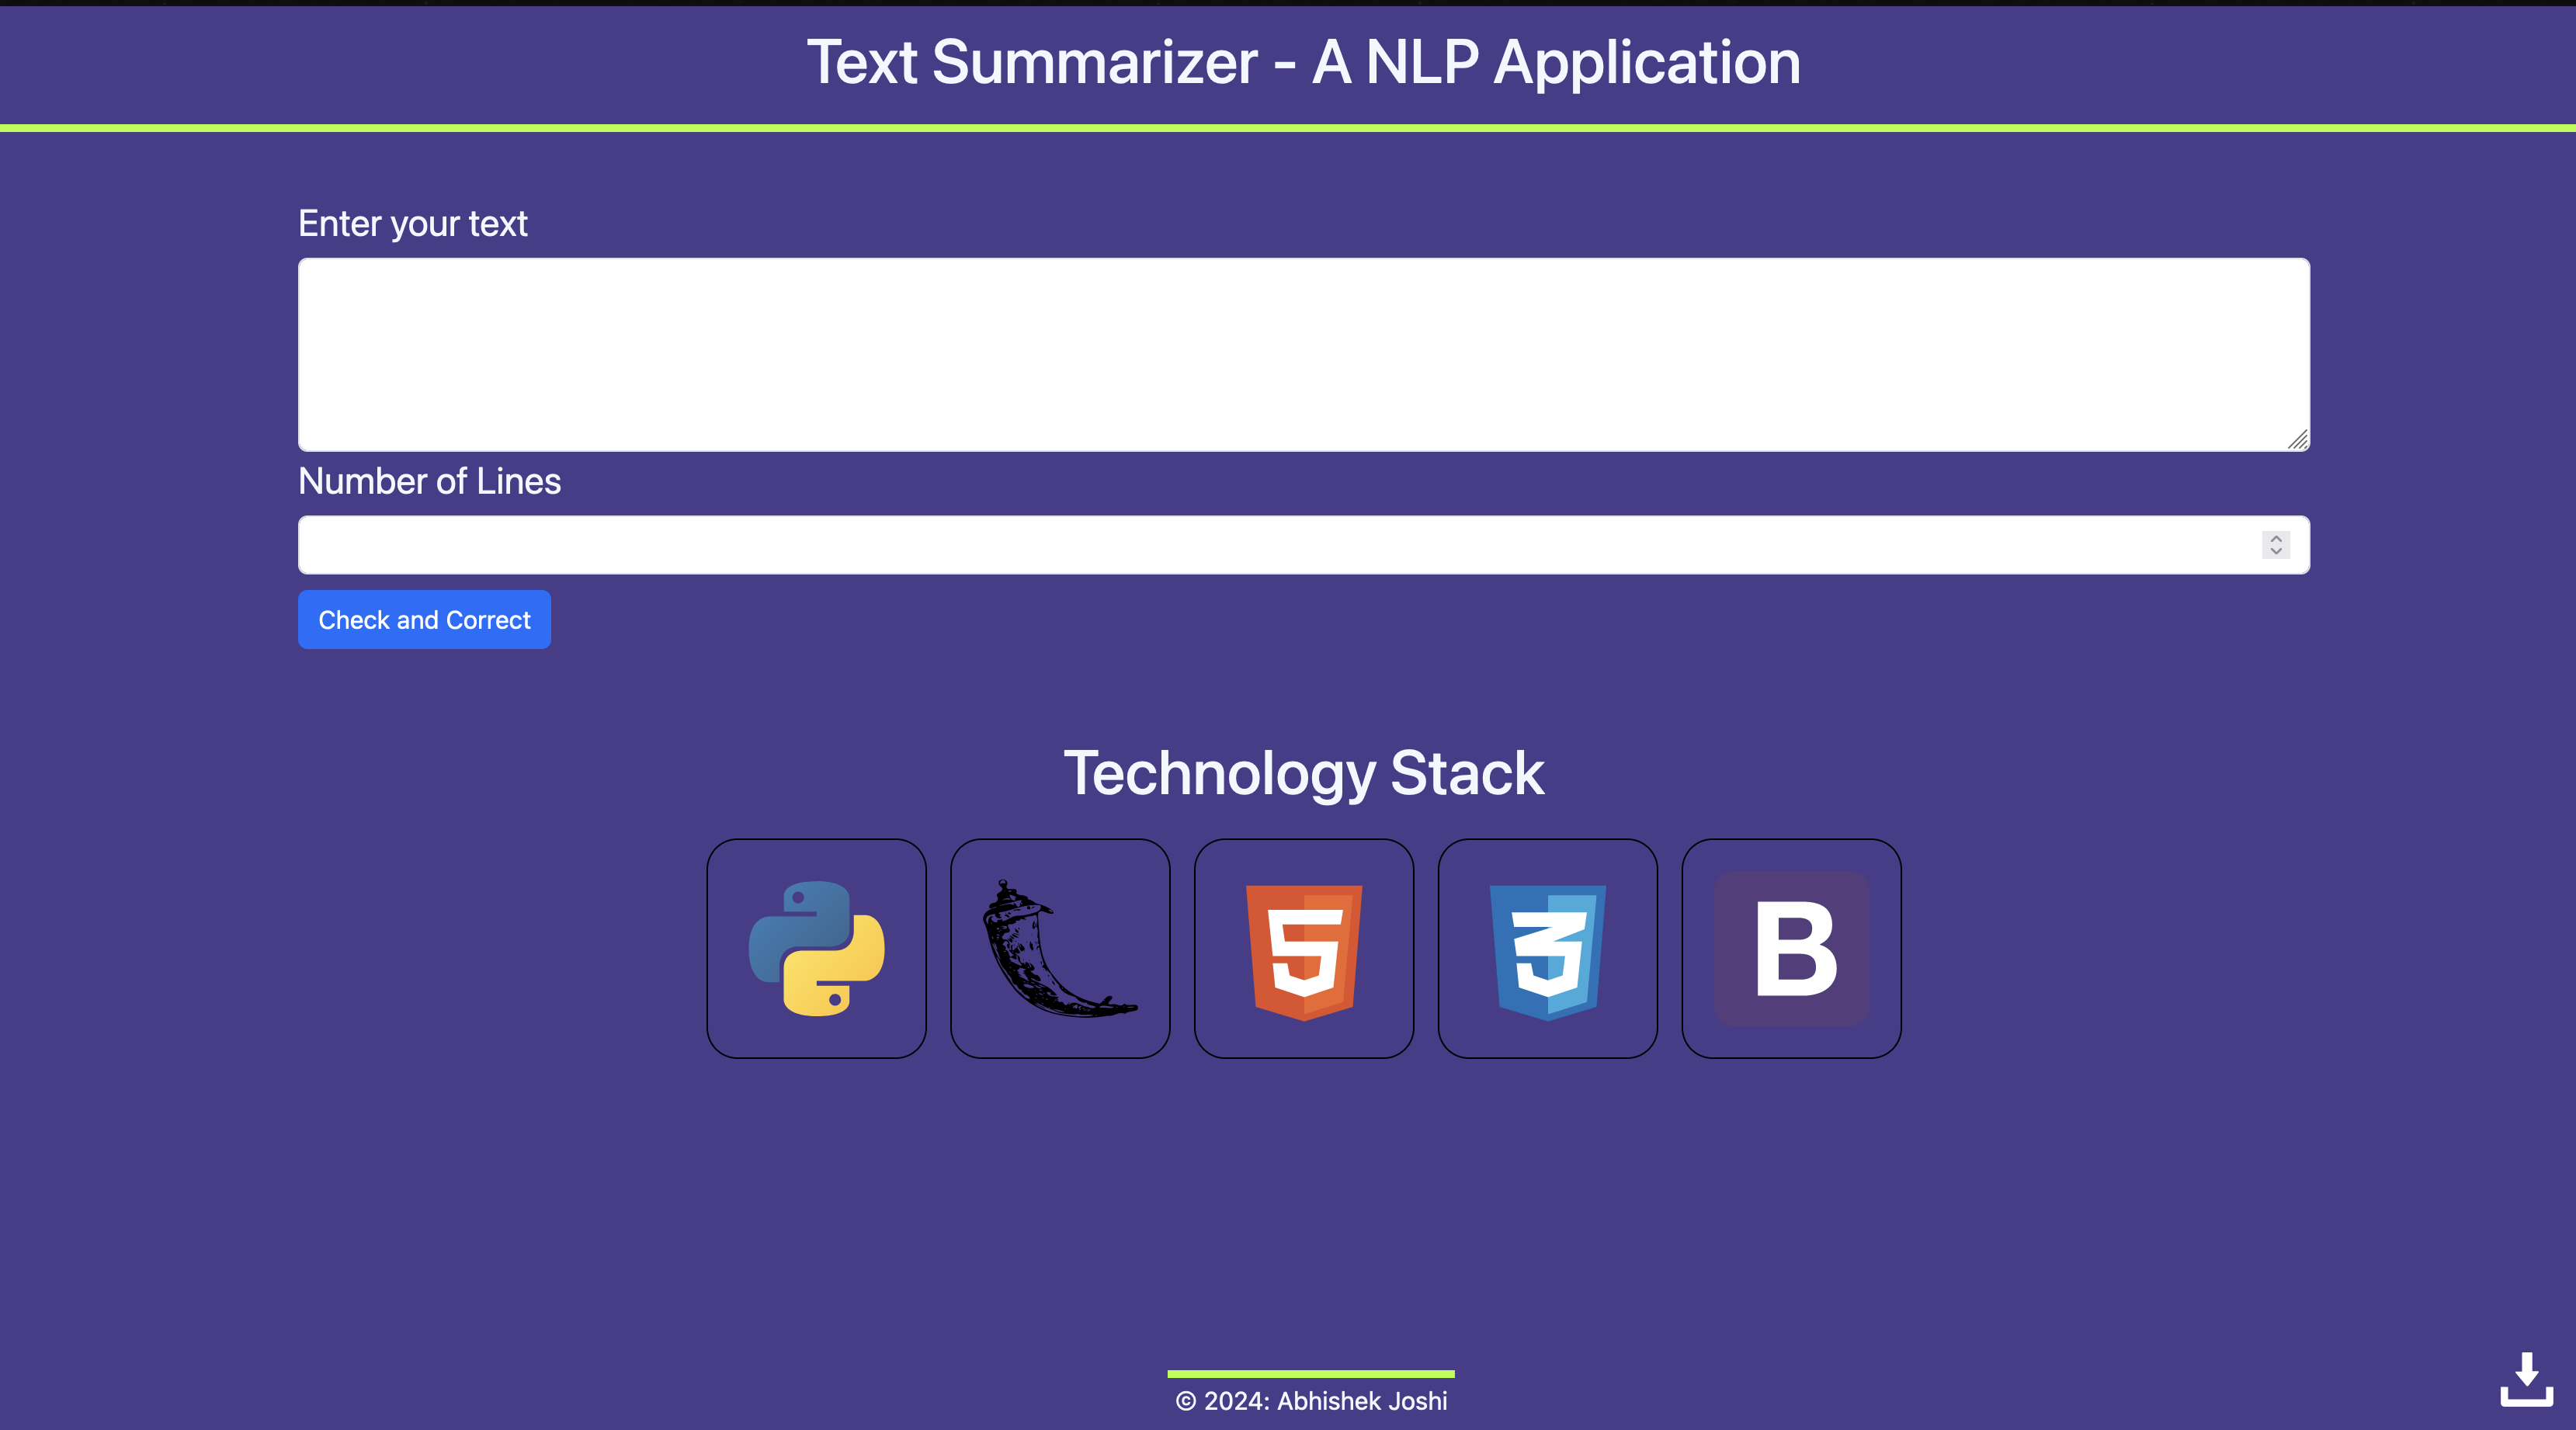 Text Summarizer - A NLP Application
Enter your text
Number of Lines
Check and Correct
Technology Stack
5
3
B
© 2024: Abhishek Joshi